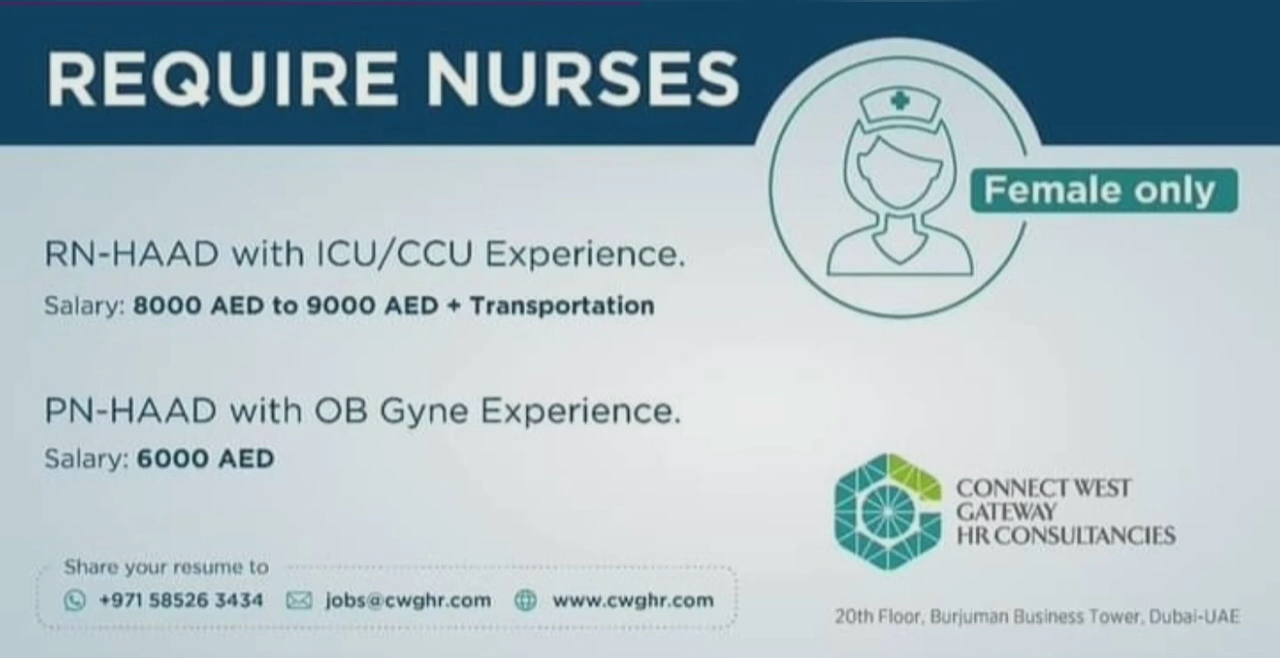 REQUIRE NURSES
Female only
RN-HAAD with ICU/CCU Experience.
Salary: 8000 AED to 9000 AED + Transportation
PN-HAAD with OB Gyne Experience.
Salary: 6000 AED
CONNECT WEST
GATEWAY
HR CONSULTANCIES
Share your resume to
+971 58526 3434 jobs@cwghr.com www.cwghr.com
20th Floor, Burjuman Business Tower, Dubai-UAE